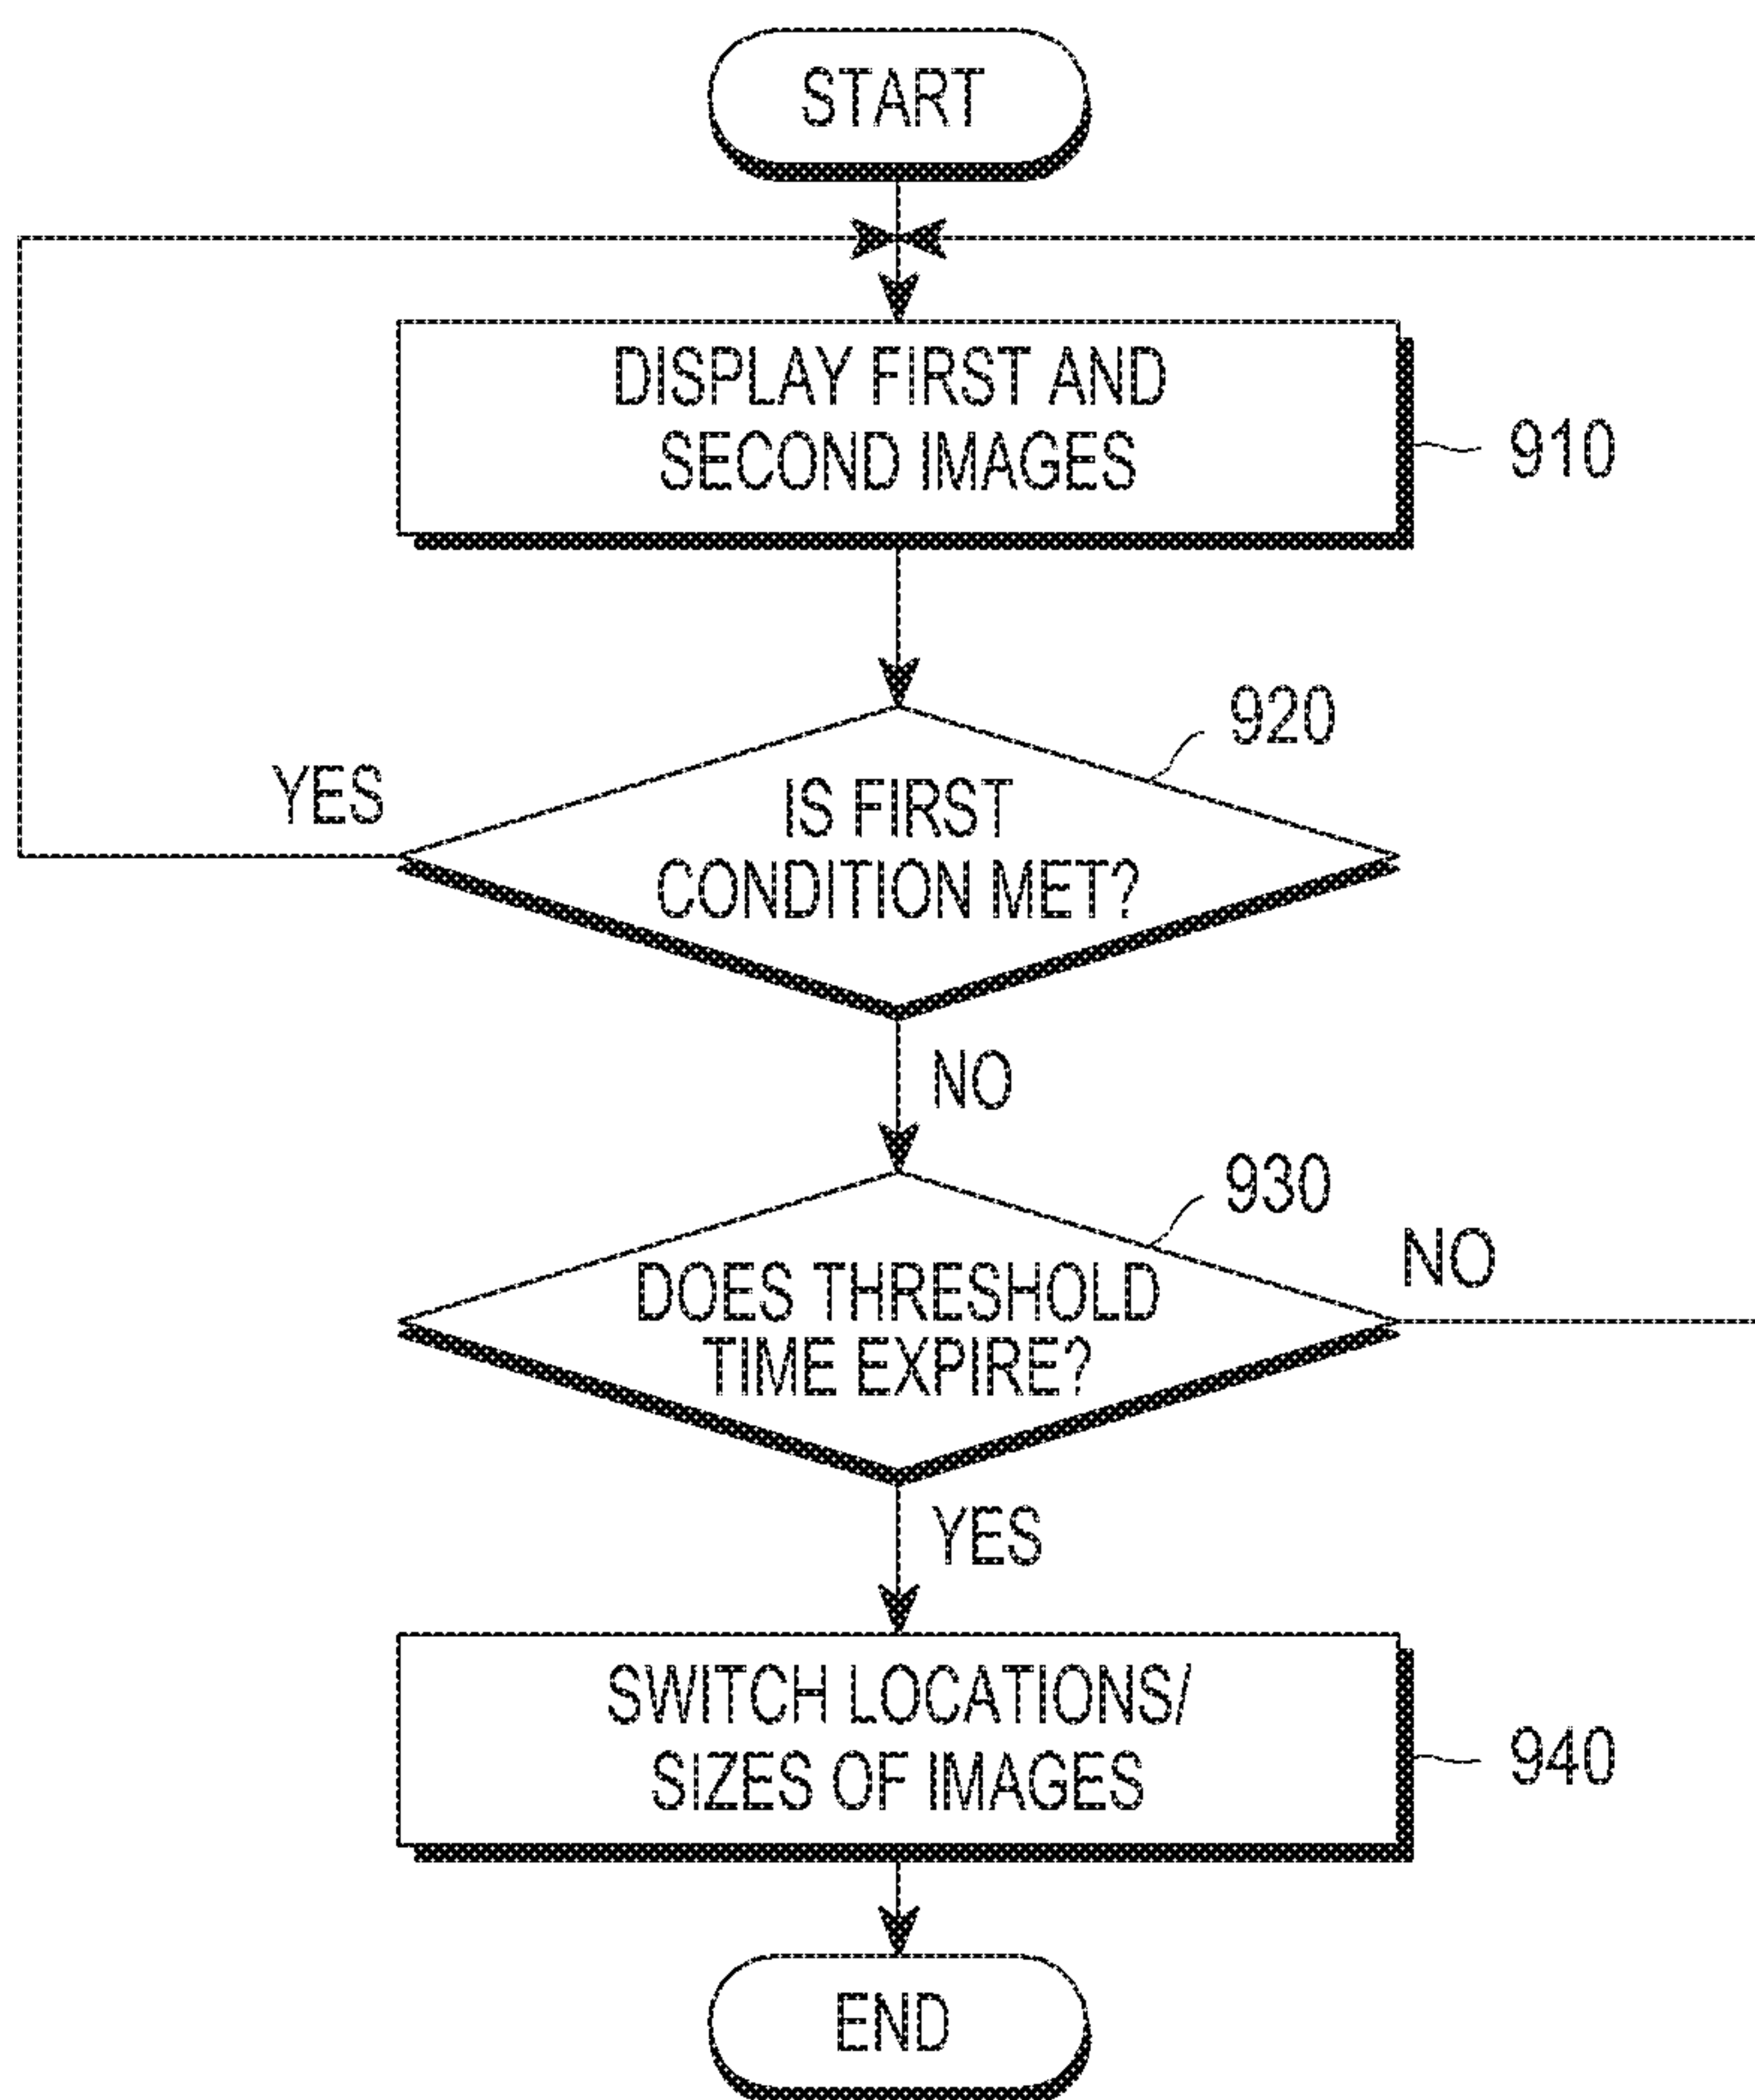 START
DISPLAY FIRST AND
SECOND IMAGES
910
920
YES
IS FIRST
CONDITION MET?
NO
930
NO
DOES THRESHOLD
TIME EXPIRE?
YES
SWITCH LOCATIONS/
SIZES OF IMAGES
940
END